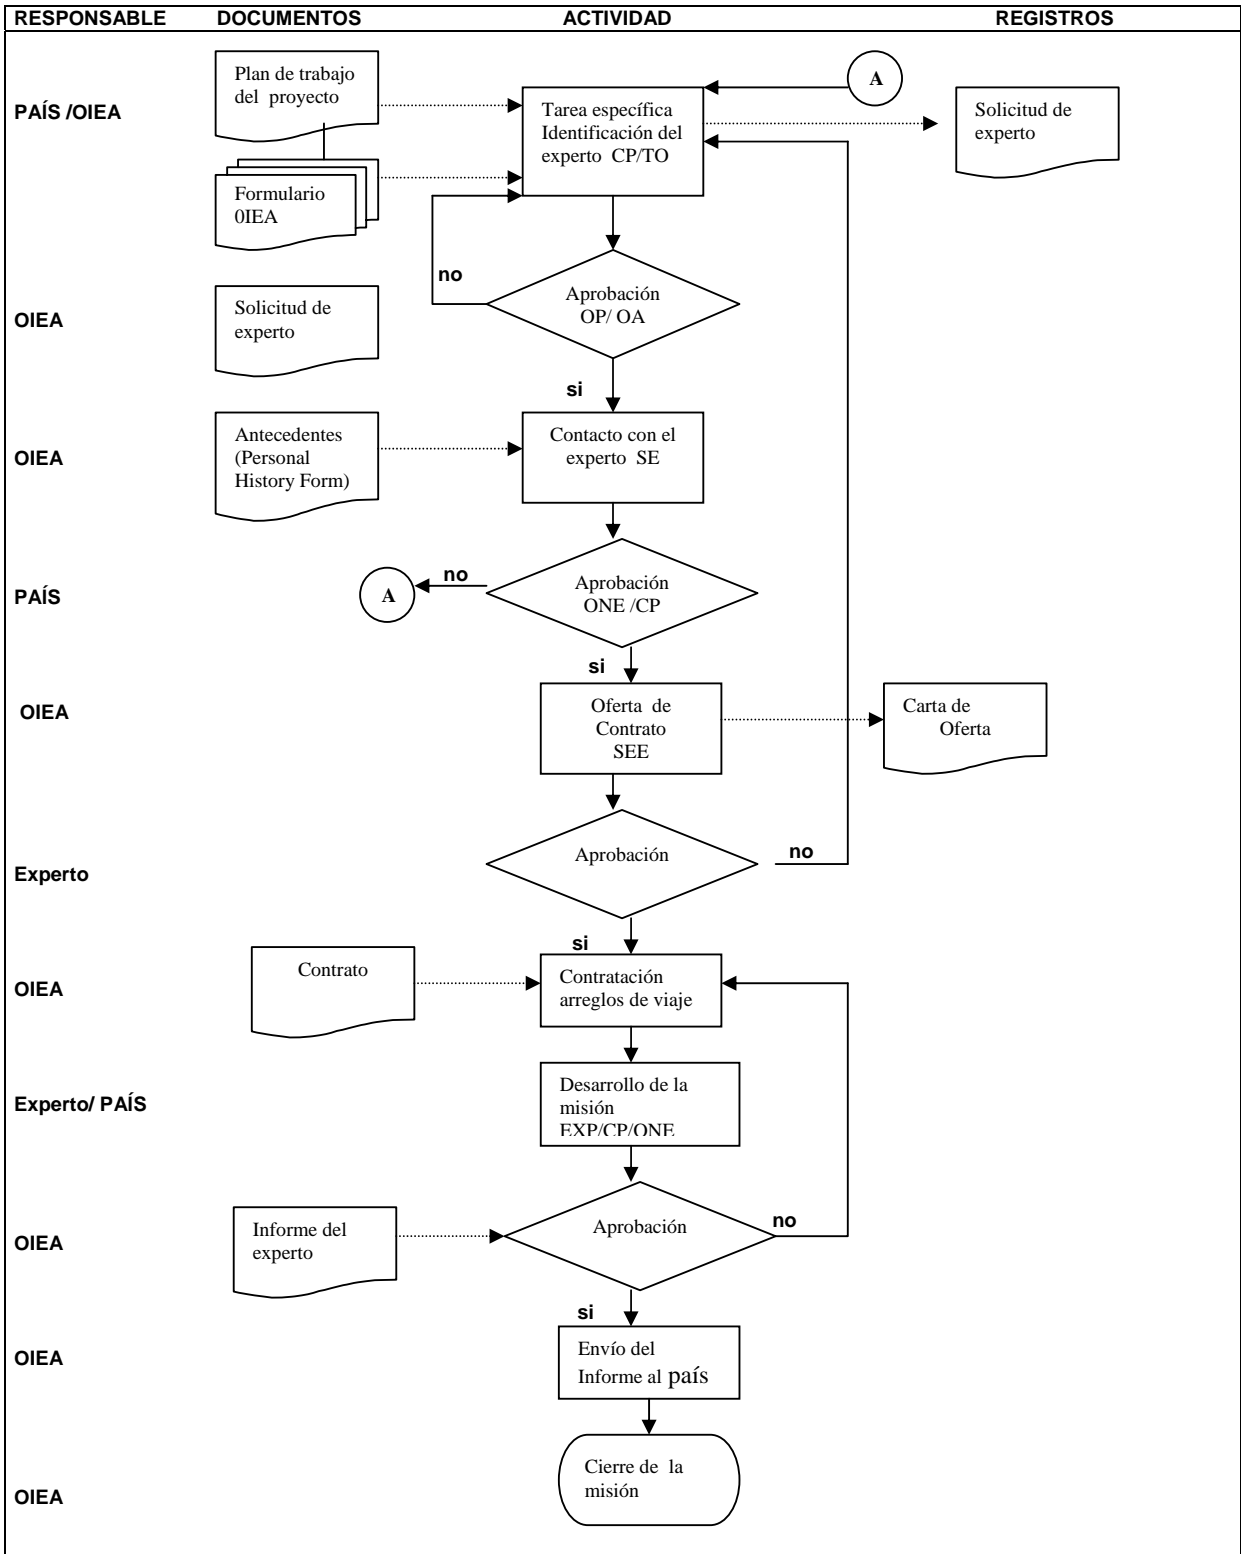 RESPONSABLE DOCUMENTOS ACTIVIDAD REGISTROS
PAÍS /OIEA
Plan de trabajo
del proyecto
Formulario
0IEA
Tarea específica
Identificación del
experto CP/TO
A
Solicitud de
experto
OIEA
Solicitud de
experto
no
Aprobación
OP/ OA
si
OIEA
Antecedentes
(Personal
History Form)
Contacto con el
experto SE
PAÍS
A
no
Aprobación
ONE /CP
si
OIEA
Oferta de
Contrato
SEE
Carta de
Oferta
Experto
Aprobación
no
si
OIEA
Contrato
Contratación
arreglos de viaje
Experto/ PAÍS
Desarrollo de la
misión
EXP/CP/ONE
OIEA
Informe del
experto
Aprobación
no
si
OIEA
Envío del
Informe al país
OIEA
Cierre de la
misión